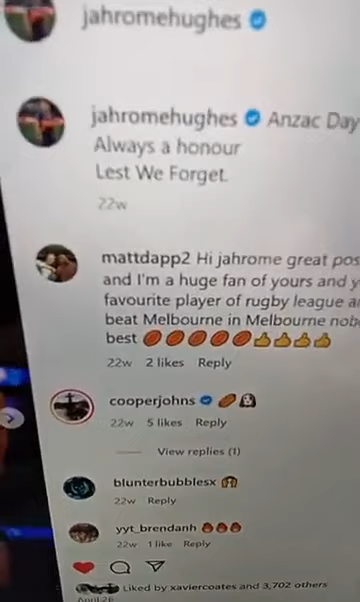 jahromehughes
jahromehughes Anzac Day
Always a honour
Lest We Forget.
22w
mattdapp2 Hi jahrome great pos
and I'm a huge fan of yours and y
favourite player of rugby league a
beat Melbourne in Melbourne nob
best 🏉🏉🏉🏉🏉👍👍👍👍
22w 2 likes Reply
cooperjohns 🏉
22w 5 likes Reply
View replies (1)
blunterbubblesx
22w Reply
yyt_brendanh 🔥🔥🔥
22w 1 like Reply
Liked by xaviercoates and 3,702 others
April 26